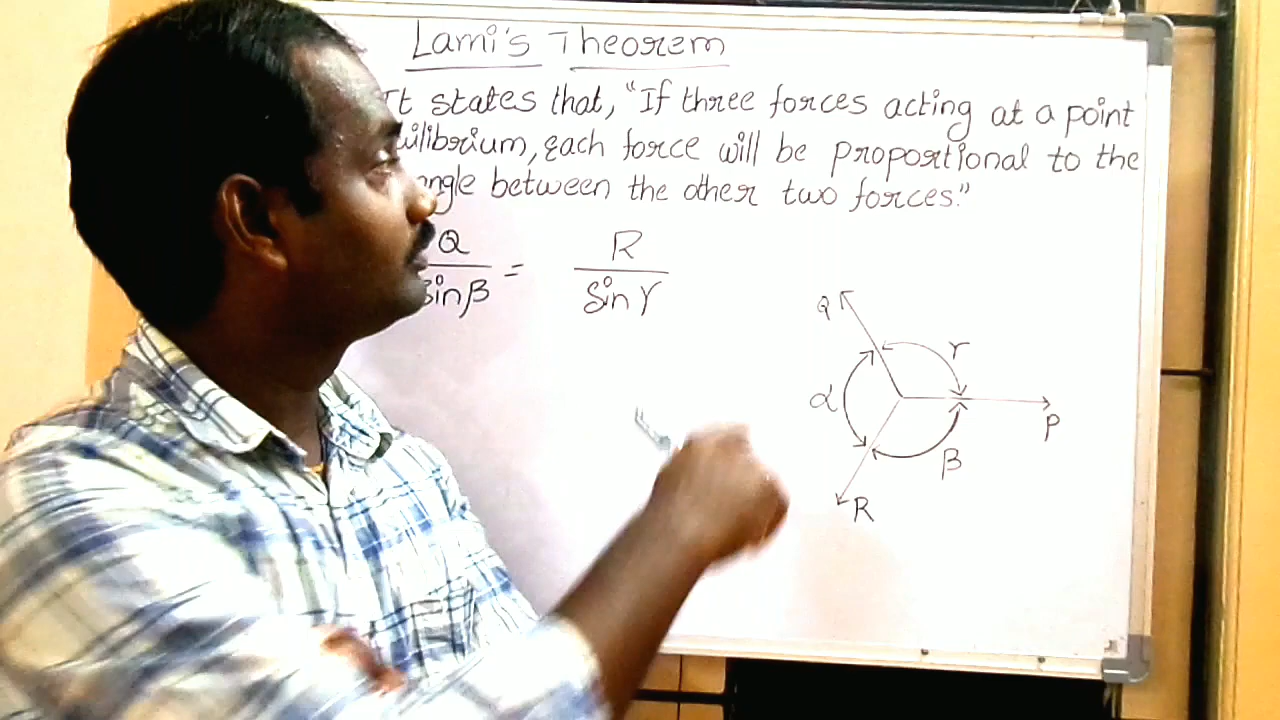 Lami's Theorem
It states that, "If three forces acting at a point
uilibrium, each force will be proportional to the
angle between the other two forces."
Q R
= 
Sinβ Sin γ
Q γ
α P
β
R